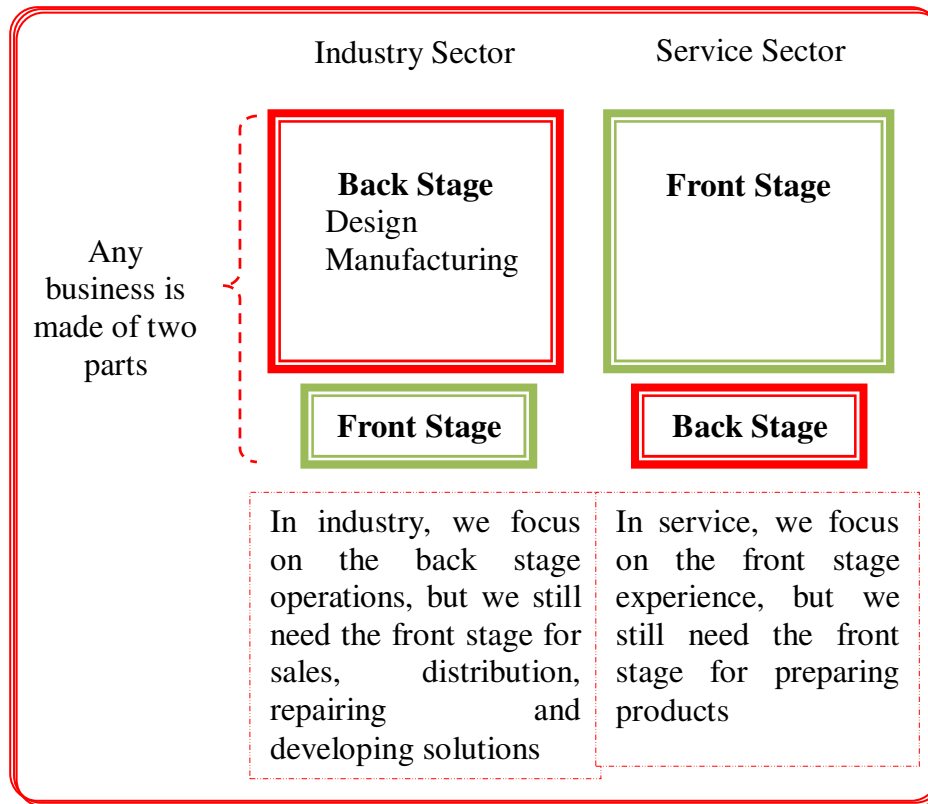 Industry Sector
Service Sector
Back Stage
Design
Manufacturing
Front Stage
Any
business is
made of two
parts
Front Stage
Back Stage
In industry, we focus
on the back stage
operations, but we still
need the front stage for
sales, distribution,
repairing and
developing solutions
In service, we focus
on the front stage
experience, but we
still need the front
stage for preparing
products